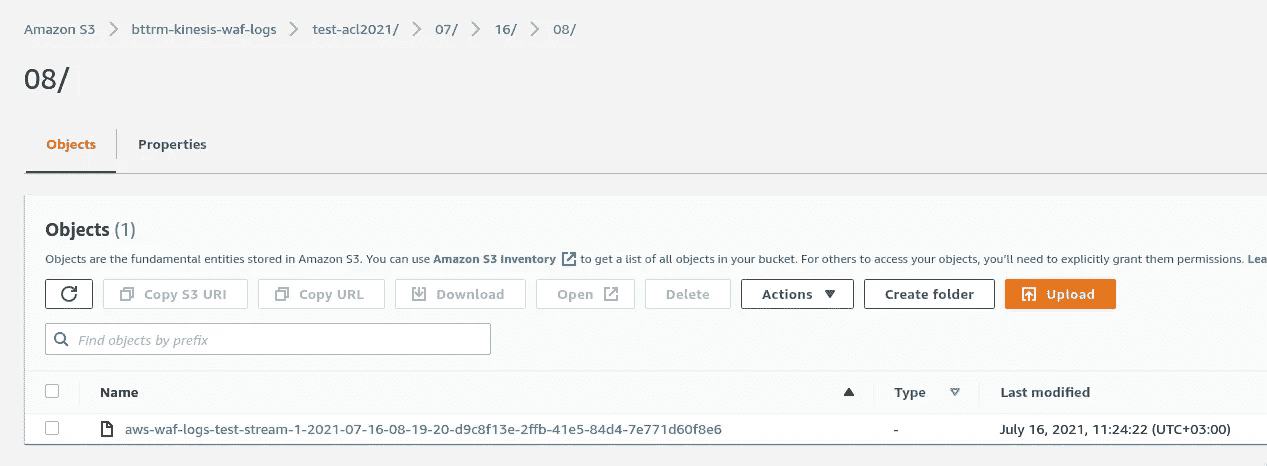 Amazon S3 > bttrm-kinesis-waf-logs > test-acl2021/ > 07/ > 16/ > 08/
08/
Objects Properties
Objects (1)
Objects are the fundamental entities stored in Amazon S3. You can use Amazon S3 inventory to get a list of all objects in your bucket. For others to access your objects, you'll need to explicitly grant them permissions.
Copy S3 URI Copy URL Download Open Delete Actions Create folder Upload
Find objects by prefix
Name Type Last modified
aws-waf-logs-test-stream-1-2021-07-16-08-19-20-d9c8f13e-2ffb-41e5-84d4-7e771d60f8e6 - July 16, 2021, 11:24:22 (UTC+03:00)